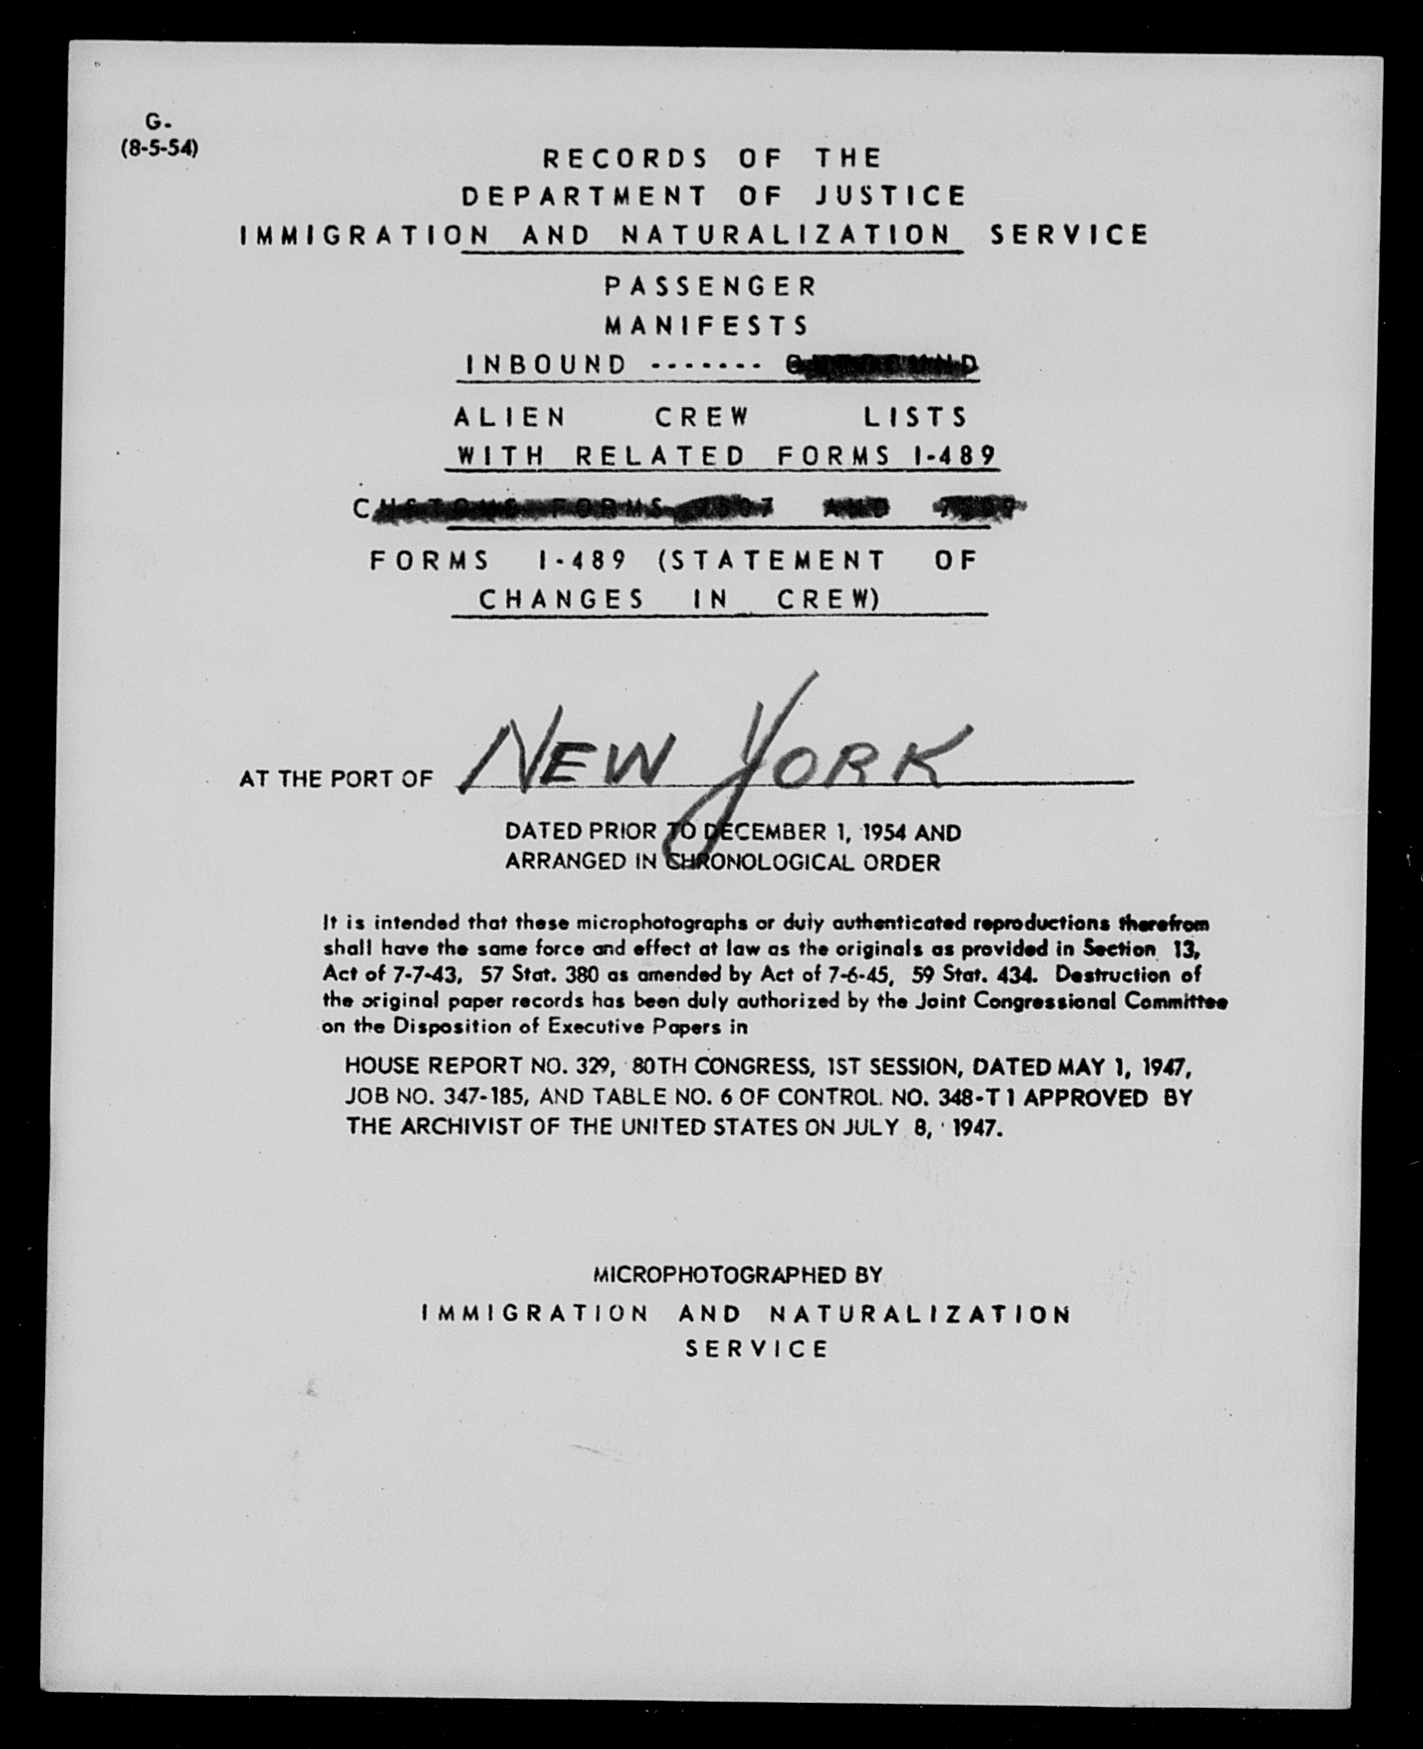 G.
(8-5-54)
RECORDS OF THE
DEPARTMENT OF JUSTICE
IMMIGRATION AND NATURALIZATION SERVICE
PASSENGER
MANIFESTS
INBOUND -------
ALIEN CREW LISTS
WITH RELATED FORMS I-489
FORMS I-489 (STATEMENT OF
CHANGES IN CREW)
AT THE PORT OF NEW YORK
DATED PRIOR TO DECEMBER 1, 1954 AND
ARRANGED IN CHRONOLOGICAL ORDER
It is intended that these microphotographs or duly authenticated reproductions therefrom
shall have the same force and effect at law as the originals as provided in Section 13,
Act of 7-7-43, 57 Stat. 380 as amended by Act of 7-6-45, 59 Stat. 434. Destruction of
the original paper records has been duly authorized by the Joint Congressional Committee
on the Disposition of Executive Papers in
HOUSE REPORT NO. 329, 80TH CONGRESS, 1ST SESSION, DATED MAY 1, 1947,
JOB NO. 347-185, AND TABLE NO. 6 OF CONTROL NO. 348-T1 APPROVED BY
THE ARCHIVIST OF THE UNITED STATES ON JULY 8, 1947.
MICROPHOTOGRAPHED BY
IMMIGRATION AND NATURALIZATION
SERVICE